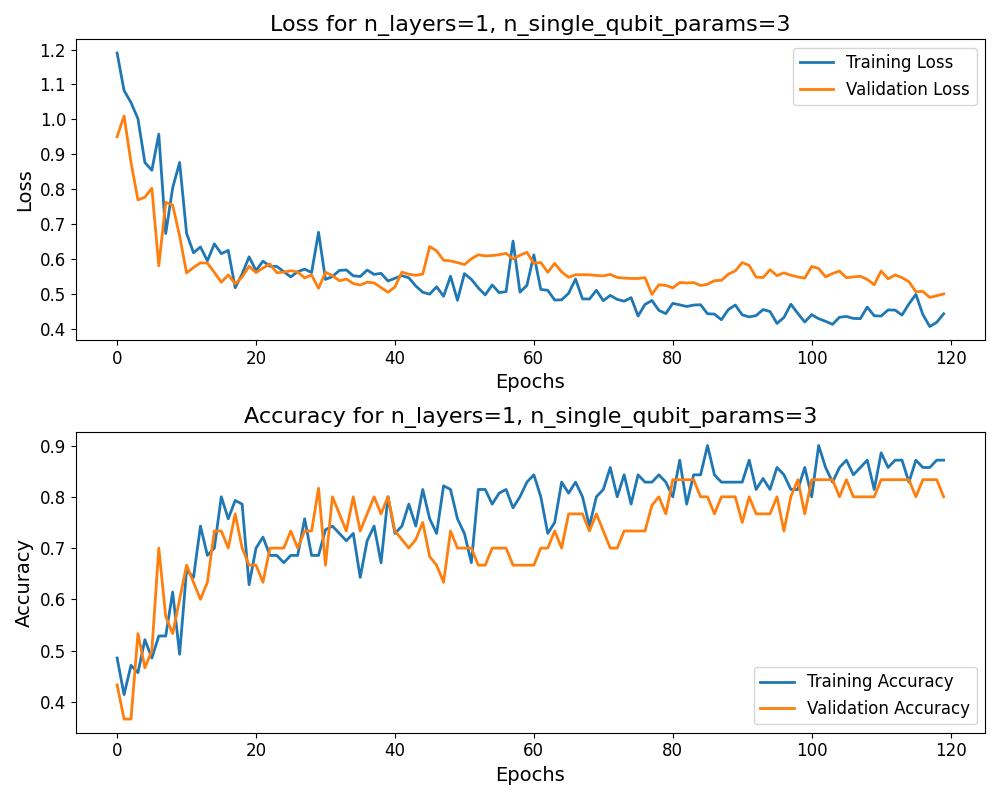 Loss for n_layers=1, n_single_qubit_params=3
1.2
1.1
1.0
0.9
0.8
0.7
0.6
0.5
0.4
Loss
Training Loss
Validation Loss
0 20 40 60 80 100 120
Epochs
Accuracy for n_layers=1, n_single_qubit_params=3
0.9
0.8
0.7
0.6
0.5
0.4
Accuracy
Training Accuracy
Validation Accuracy
0 20 40 60 80 100 120
Epochs